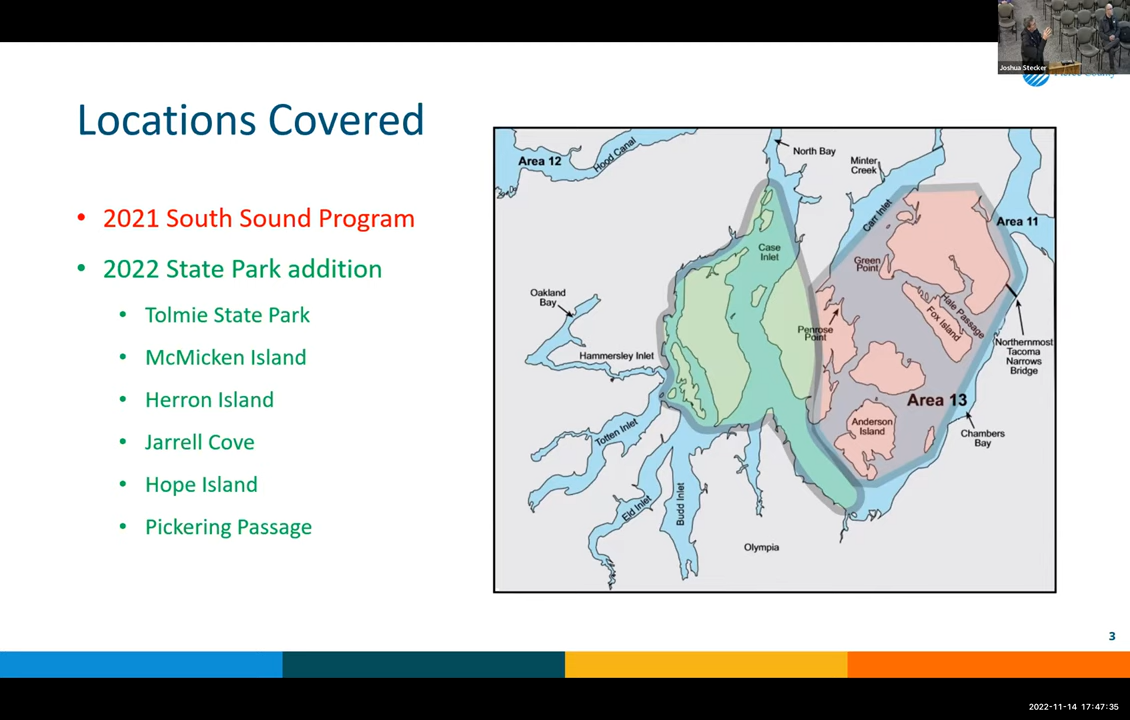 Joshua Stecker
Locations Covered
• 2021 South Sound Program
• 2022 State Park addition
• Tolmie State Park
• McMicken Island
• Herron Island
• Jarrell Cove
• Hope Island
• Pickering Passage
Area 12
Hood Canal
North Bay
Minter
Creek
Carr Inlet
Area 11
Case
Inlet
Green
Point
Oakland
Bay
Hale Passage
Fox Island
Penrose
Point
Hammersley Inlet
Northernmost
Tacoma
Narrows
Bridge
Area 13
Anderson
Island
Chambers
Bay
Totten Inlet
Eld Inlet
Budd Inlet
Olympia
3
2022-11-14 17:47:35